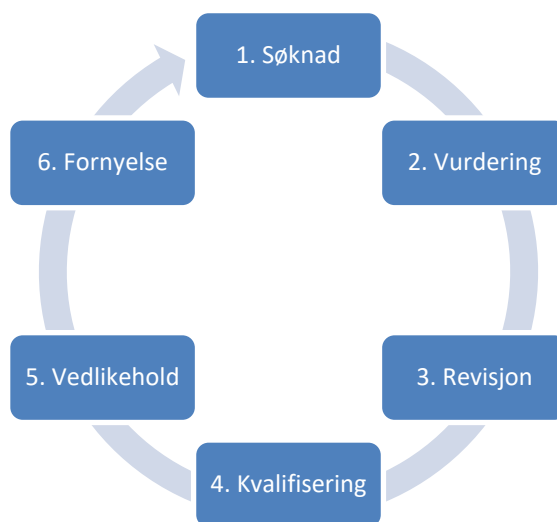 1. Søknad
2. Vurdering
3. Revisjon
4. Kvalifisering
5. Vedlikehold
6. Fornyelse